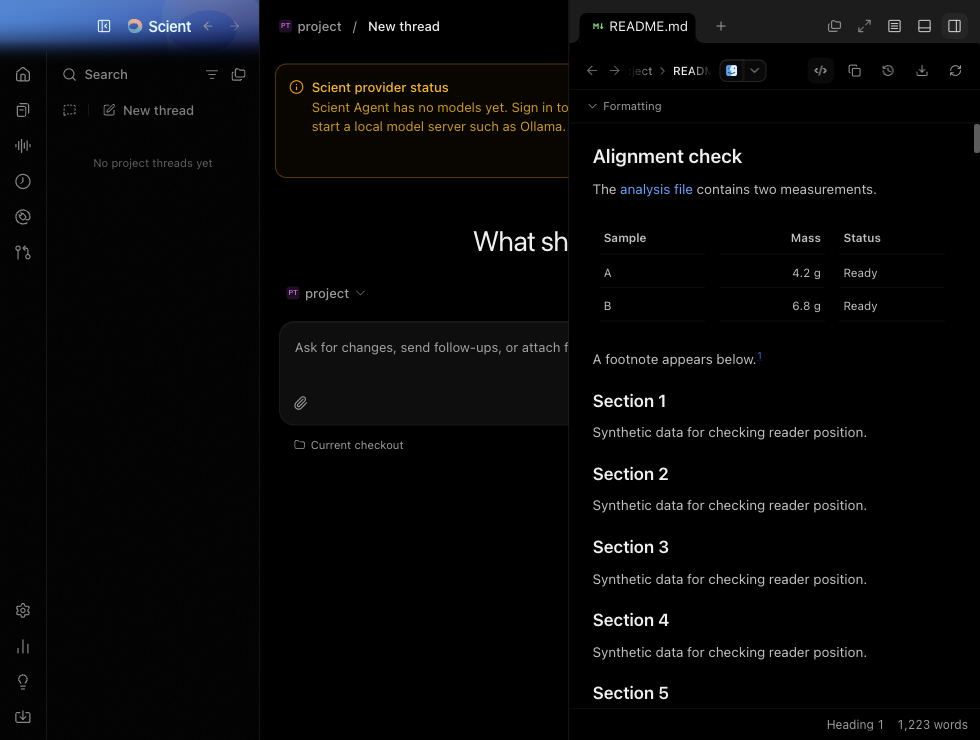 Scient
Search
New thread
No project threads yet
PT project / New thread
Scient provider status
Scient Agent has no models yet. Sign in to
start a local model server such as Ollama.
What sh
PT project
Ask for changes, send follow-ups, or attach f
Current checkout
M↓ README.md
ject > READM
Formatting
Alignment check
The analysis file contains two measurements.
Sample Mass Status
A 4.2 g Ready
B 6.8 g Ready
A footnote appears below.1
Section 1
Synthetic data for checking reader position.
Section 2
Synthetic data for checking reader position.
Section 3
Synthetic data for checking reader position.
Section 4
Synthetic data for checking reader position.
Section 5
Heading 1 1,223 words